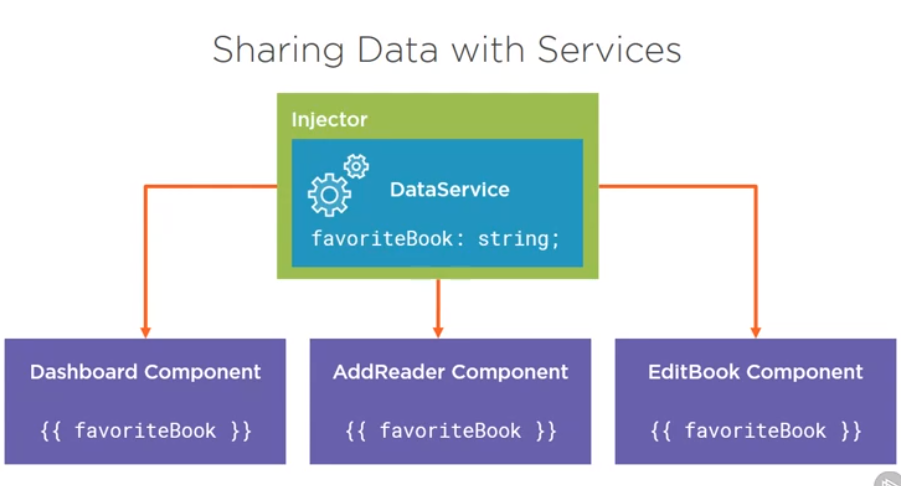 Sharing Data with Services
Injector
DataService
favoriteBook: string;
Dashboard Component
{{ favoriteBook }}
AddReader Component
{{ favoriteBook }}
EditBook Component
{{ favoriteBook }}